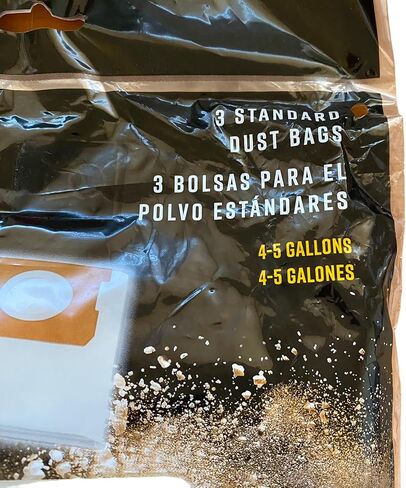 3 STANDARD
DUST BAGS
3 BOLSAS PARA EL
POLVO ESTÁNDARES
4-5 GALLONS
4-5 GALONES